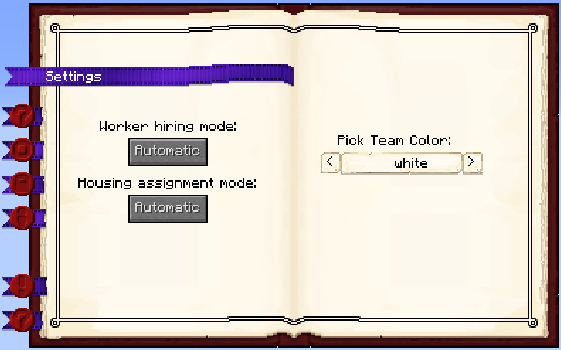 Settings
Worker hiring mode:
Automatic
Housing assignment mode:
Automatic
Pick Team Color:
< white >